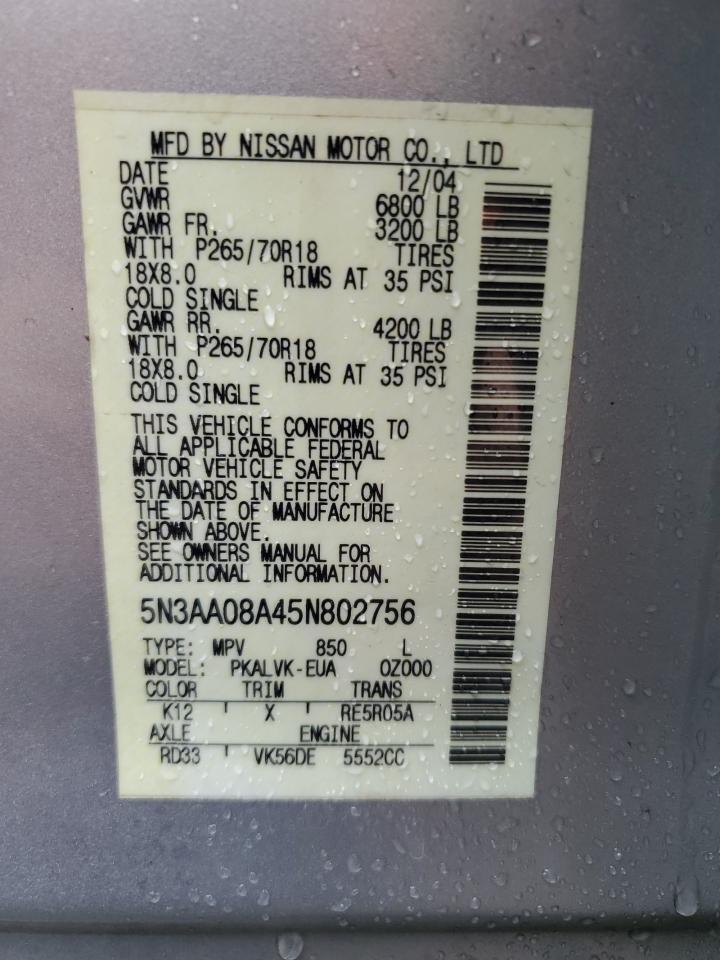 MFD BY NISSAN MOTOR CO., LTD
DATE 12/04
GVWR 6800 LB
GAWR FR. 3200 LB
WITH P265/70R18 TIRES
18X8.0 RIMS AT 35 PSI
COLD SINGLE
GAWR RR. 4200 LB
WITH P265/70R18 TIRES
18X8.0 RIMS AT 35 PSI
COLD SINGLE
THIS VEHICLE CONFORMS TO
ALL APPLICABLE FEDERAL
MOTOR VEHICLE SAFETY
STANDARDS IN EFFECT ON
THE DATE OF MANUFACTURE
SHOWN ABOVE.
SEE OWNERS MANUAL FOR
ADDITIONAL INFORMATION.
5N3AA08A45N802756
TYPE: MPV 850 L
MODEL: PKALVK-EUA 0Z000
COLOR TRIM TRANS
K12 X RE5R05A
AXLE ENGINE
RD33 VK56DE 5552CC